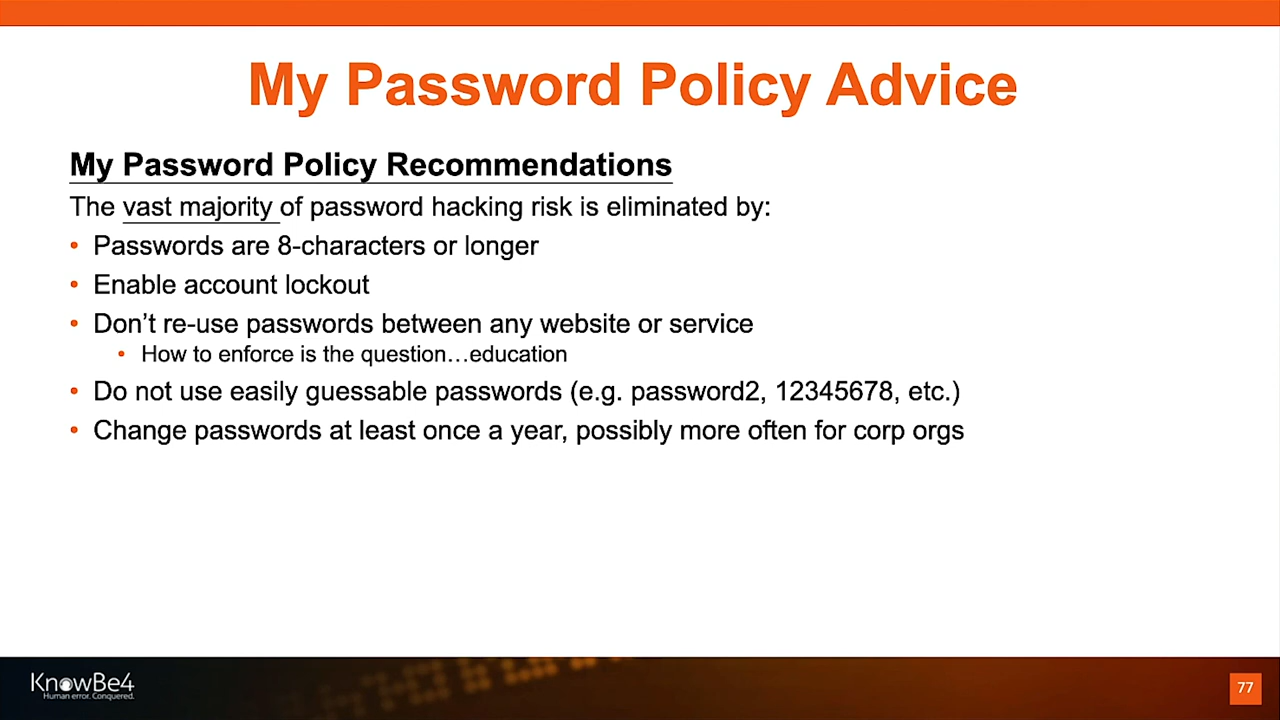 My Password Policy Advice
My Password Policy Recommendations
The vast majority of password hacking risk is eliminated by:
• Passwords are 8-characters or longer
• Enable account lockout
• Don’t re-use passwords between any website or service
• How to enforce is the question…education
• Do not use easily guessable passwords (e.g. password2, 12345678, etc.)
• Change passwords at least once a year, possibly more often for corp orgs
KnowBe4
Human error. Conquered.
77